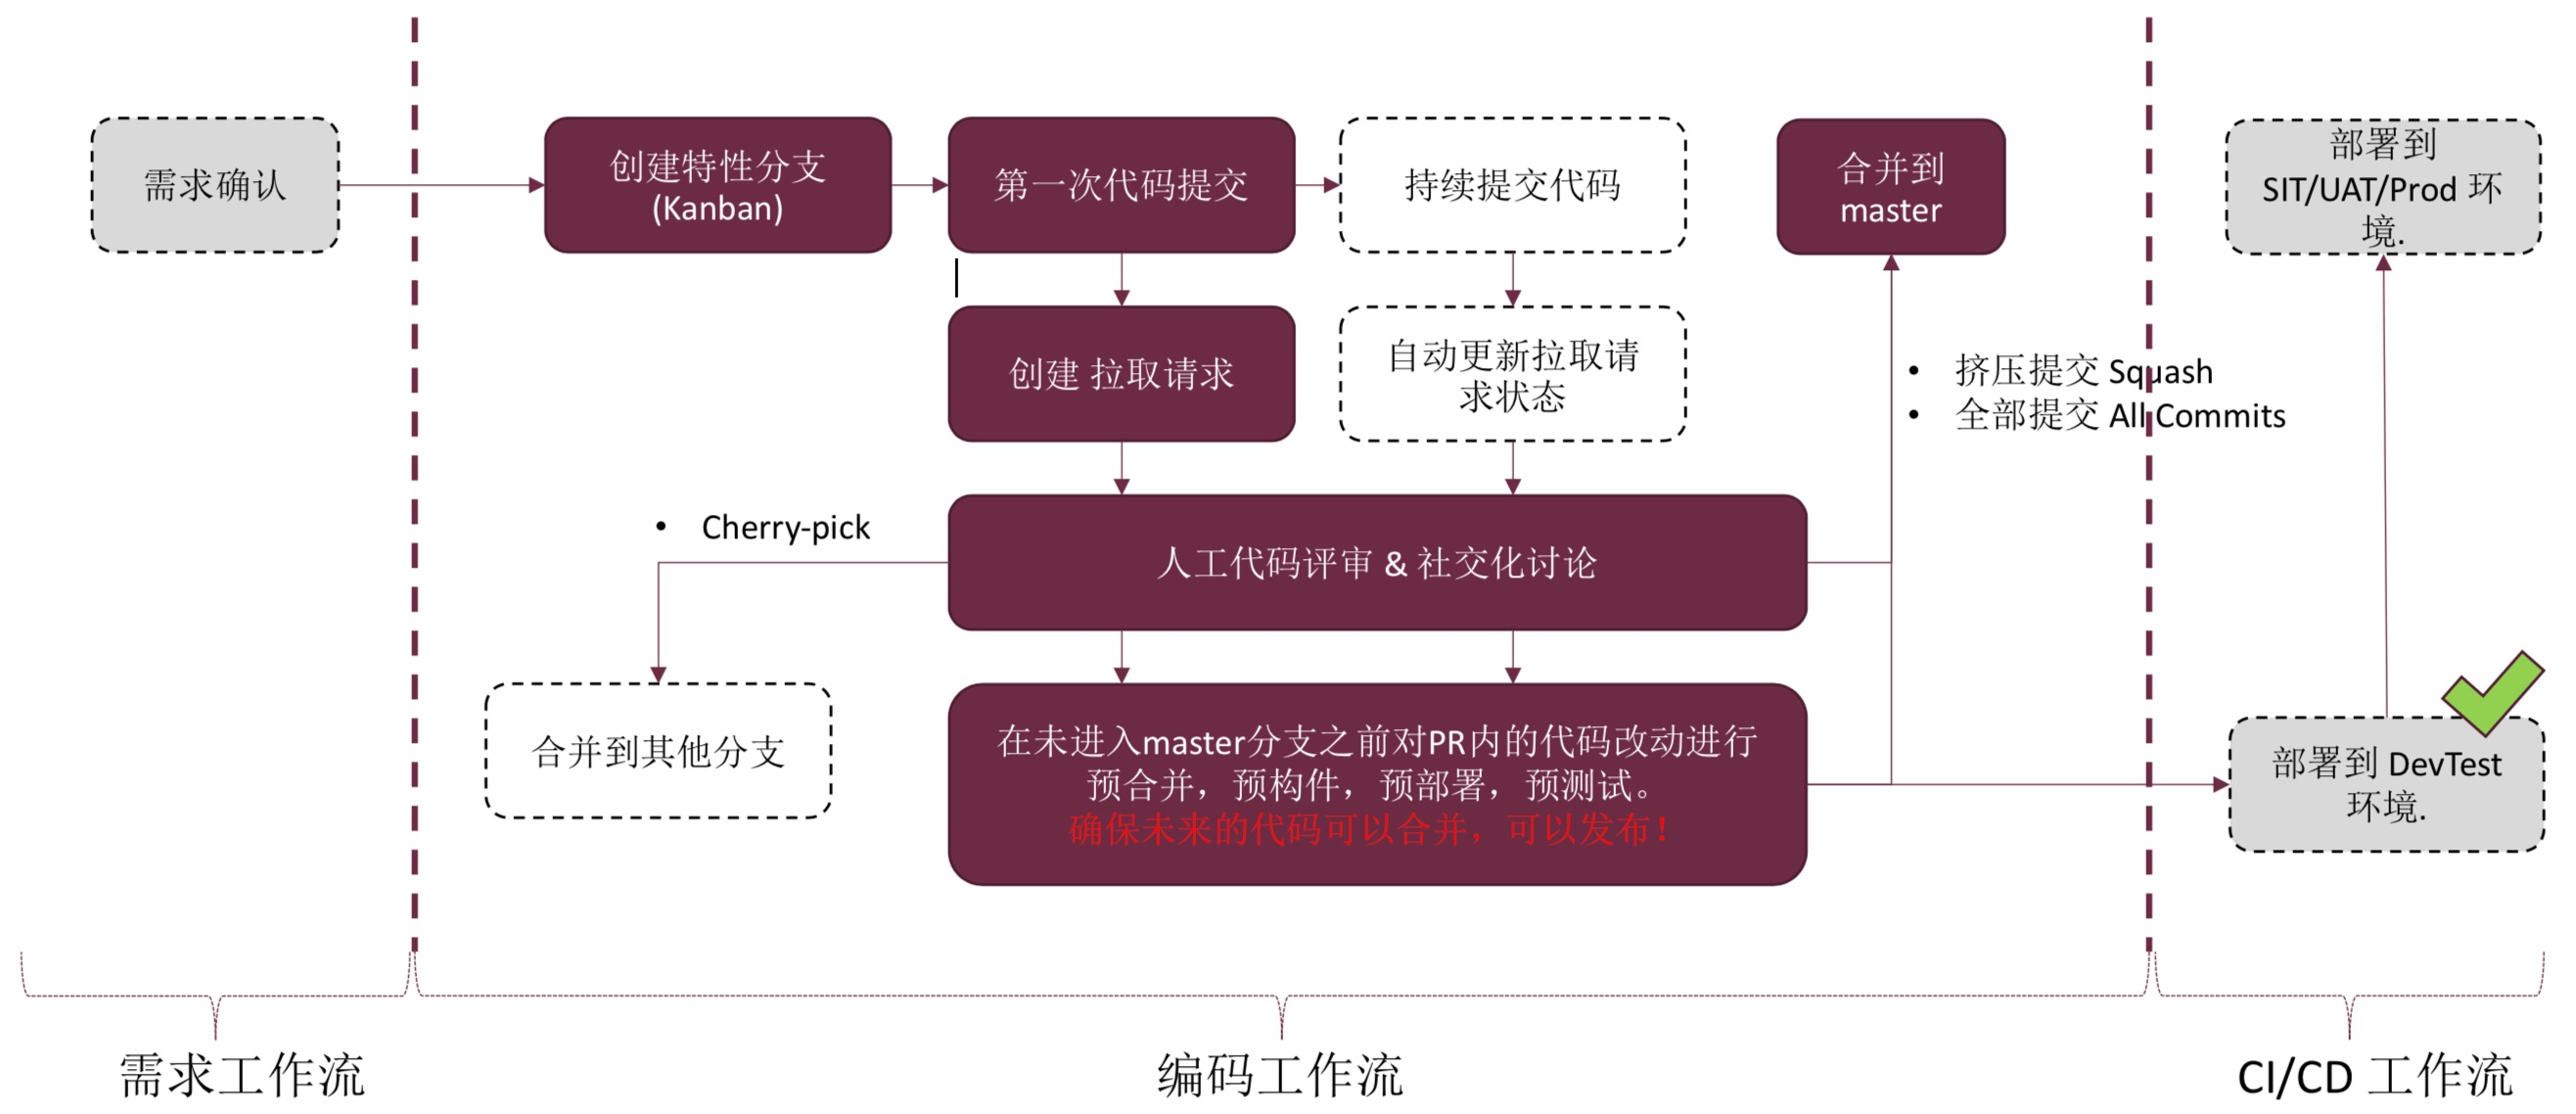 需求确认
创建特性分支
(Kanban)
第一次代码提交
持续提交代码
合并到
master
部署到
SIT/UAT/Prod 环
境.
创建 拉取请求
自动更新拉取请
求状态
• 挤压提交 Squash
• 全部提交 All Commits
• Cherry-pick
人工代码评审 & 社交化讨论
合并到其他分支
在未进入master分支之前对PR内的代码改动进行
预合并，预构件，预部署，预测试。
确保未来的代码可以合并，可以发布！
部署到 DevTest
环境.
需求工作流
编码工作流
CI/CD 工作流